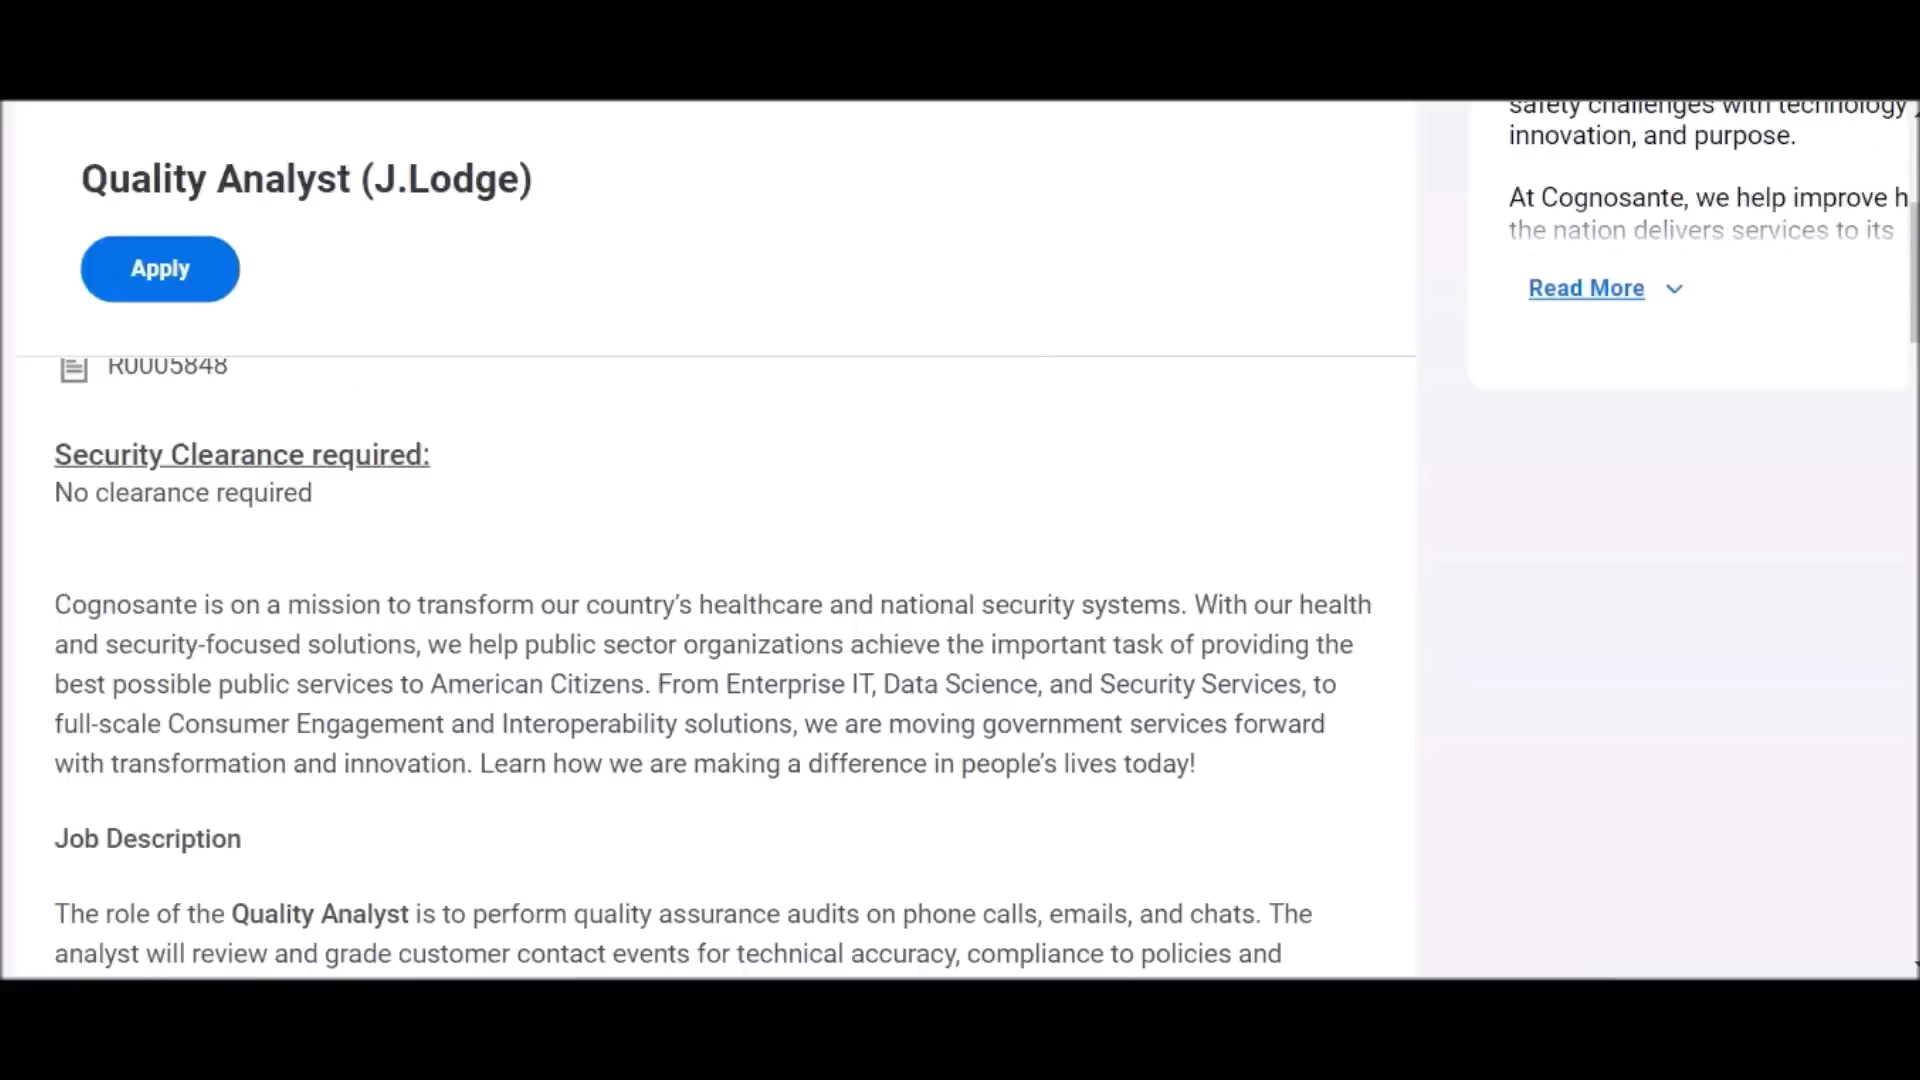 Quality Analyst (J.Lodge)
Apply
R0005848
Security Clearance required:
No clearance required
Cognosante is on a mission to transform our country’s healthcare and national security systems. With our health
and security-focused solutions, we help public sector organizations achieve the important task of providing the
best possible public services to American Citizens. From Enterprise IT, Data Science, and Security Services, to
full-scale Consumer Engagement and Interoperability solutions, we are moving government services forward
with transformation and innovation. Learn how we are making a difference in people’s lives today!
Job Description
The role of the Quality Analyst is to perform quality assurance audits on phone calls, emails, and chats. The
analyst will review and grade customer contact events for technical accuracy, compliance to policies and
safety challenges with technology
innovation, and purpose.
At Cognosante, we help improve h
the nation delivers services to its
Read More